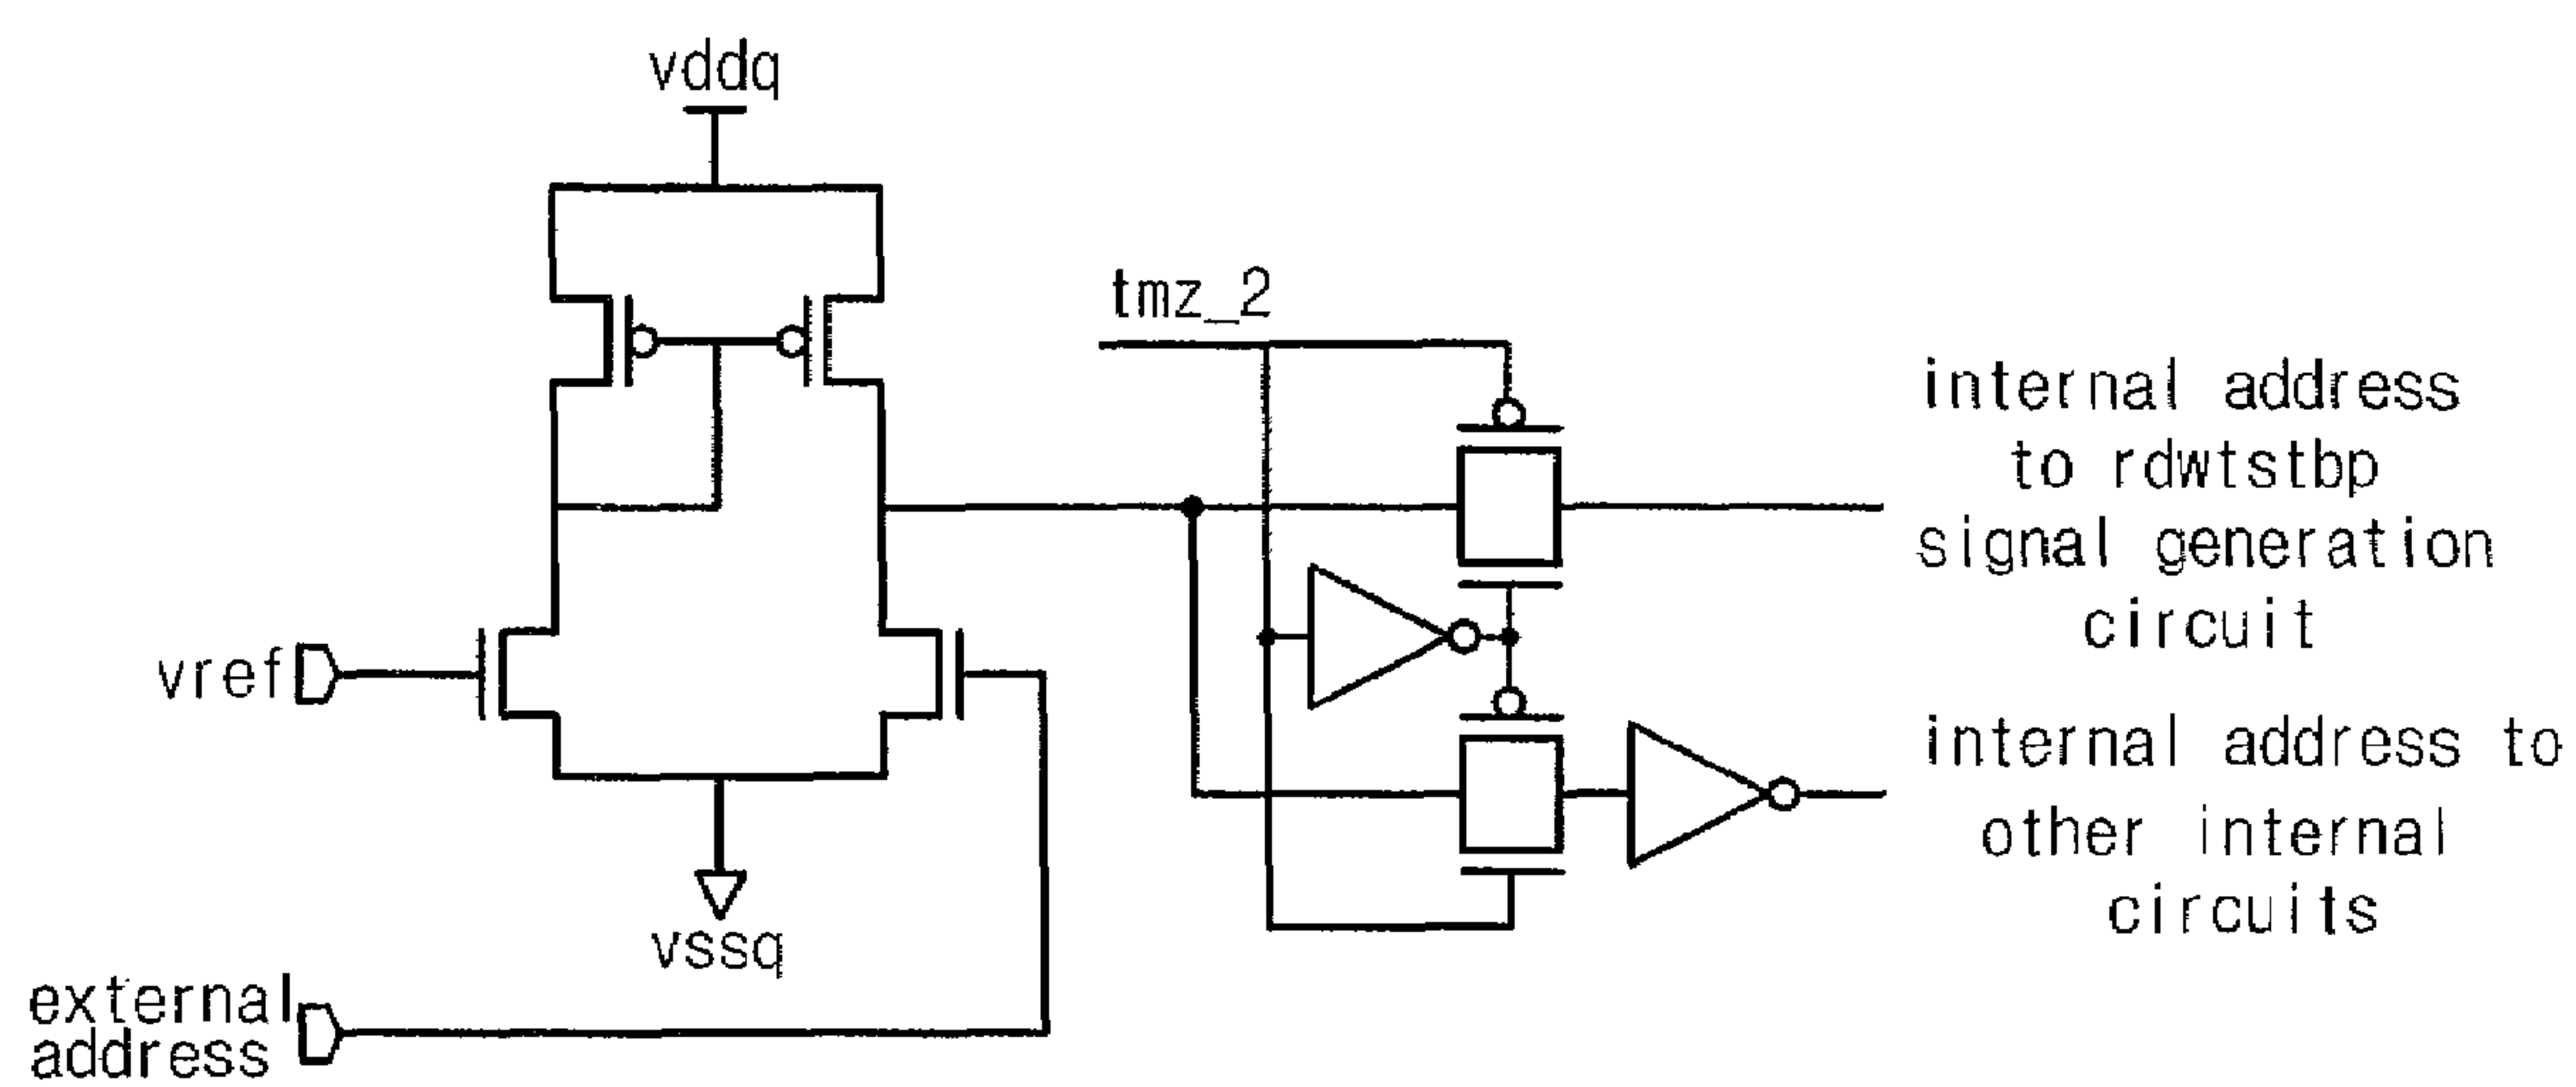 vddq
tmz_2
internal address
to rdwtstbp
signal generation
circuit
vref
internal address to
other internal
circuits
vssq
external
address